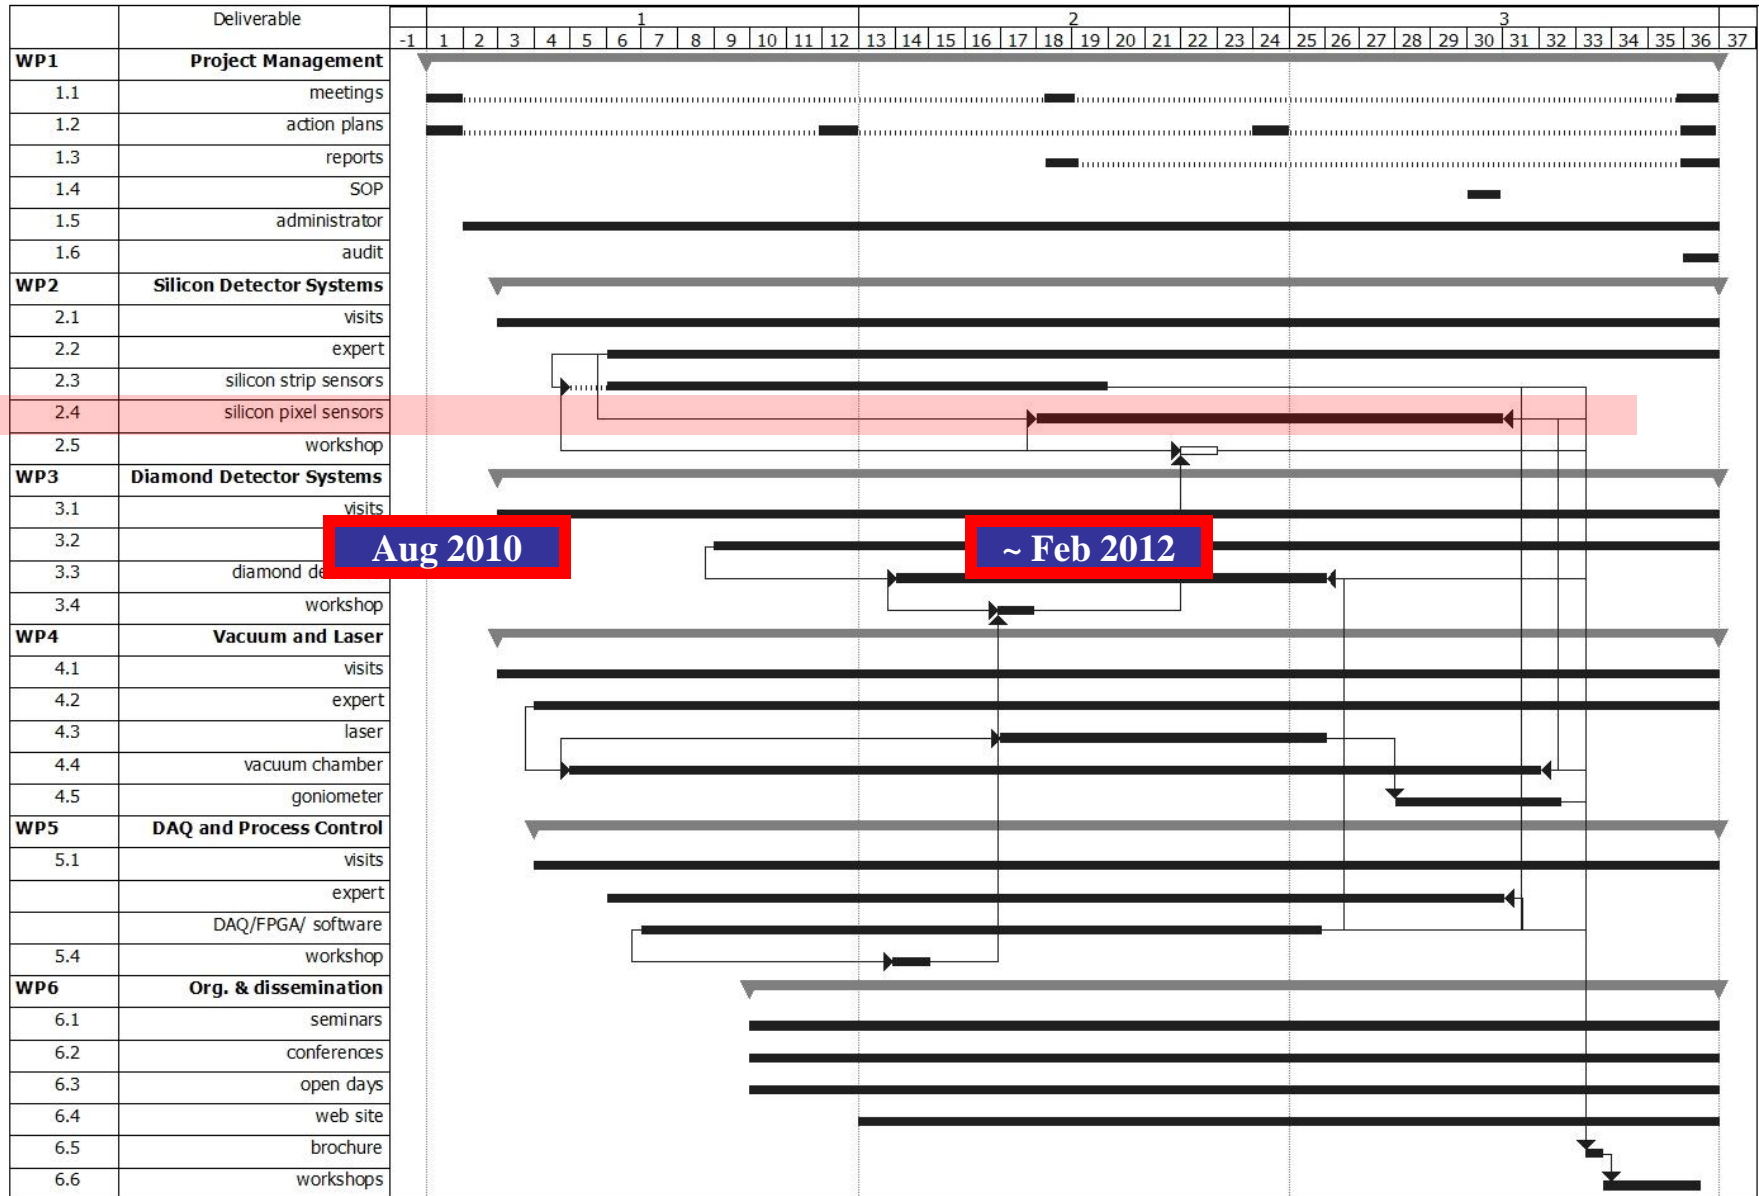 Deliverable 1 2 3
-1 1 2 3 4 5 6 7 8 9 10 11 12 13 14 15 16 17 18 19 20 21 22 23 24 25 26 27 28 29 30 31 32 33 34 35 36 37
WP1 Project Management
1.1 meetings
1.2 action plans
1.3 reports
1.4 SOP
1.5 administrator
1.6 audit
WP2 Silicon Detector Systems
2.1 visits
2.2 expert
2.3 silicon strip sensors
2.4 silicon pixel sensors
2.5 workshop
WP3 Diamond Detector Systems
3.1 visits
3.2
Aug 2010 ~ Feb 2012
3.3 diamond de
3.4 workshop
WP4 Vacuum and Laser
4.1 visits
4.2 expert
4.3 laser
4.4 vacuum chamber
4.5 goniometer
WP5 DAQ and Process Control
5.1 visits
expert
DAQ/FPGA/ software
5.4 workshop
WP6 Org. & dissemination
6.1 seminars
6.2 conferences
6.3 open days
6.4 web site
6.5 brochure
6.6 workshops